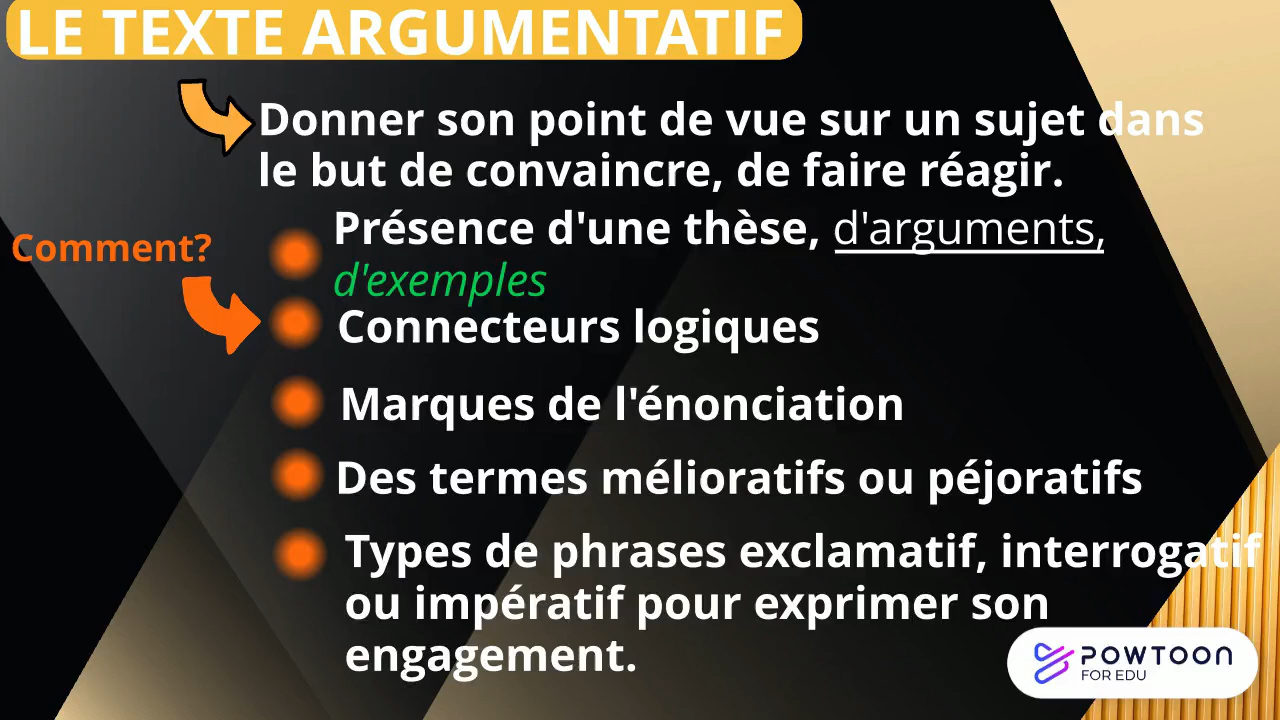 LE TEXTE ARGUMENTATIF
Donner son point de vue sur un sujet dans
le but de convaincre, de faire réagir.
Comment?
Présence d'une thèse, d'arguments,
d'exemples
Connecteurs logiques
Marques de l'énonciation
Des termes mélioratifs ou péjoratifs
Types de phrases exclamatif, interrogatif
ou impératif pour exprimer son
engagement.
POWTOON
FOR EDU